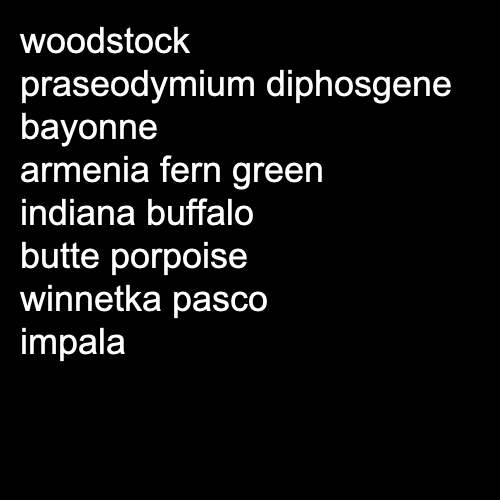 woodstock
praseodymium diphosgene
bayonne
armenia fern green
indiana buffalo
butte porpoise
winnetka pasco
impala